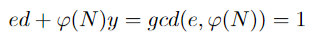 ed + φ(N)y = gcd(e, φ(N)) = 1